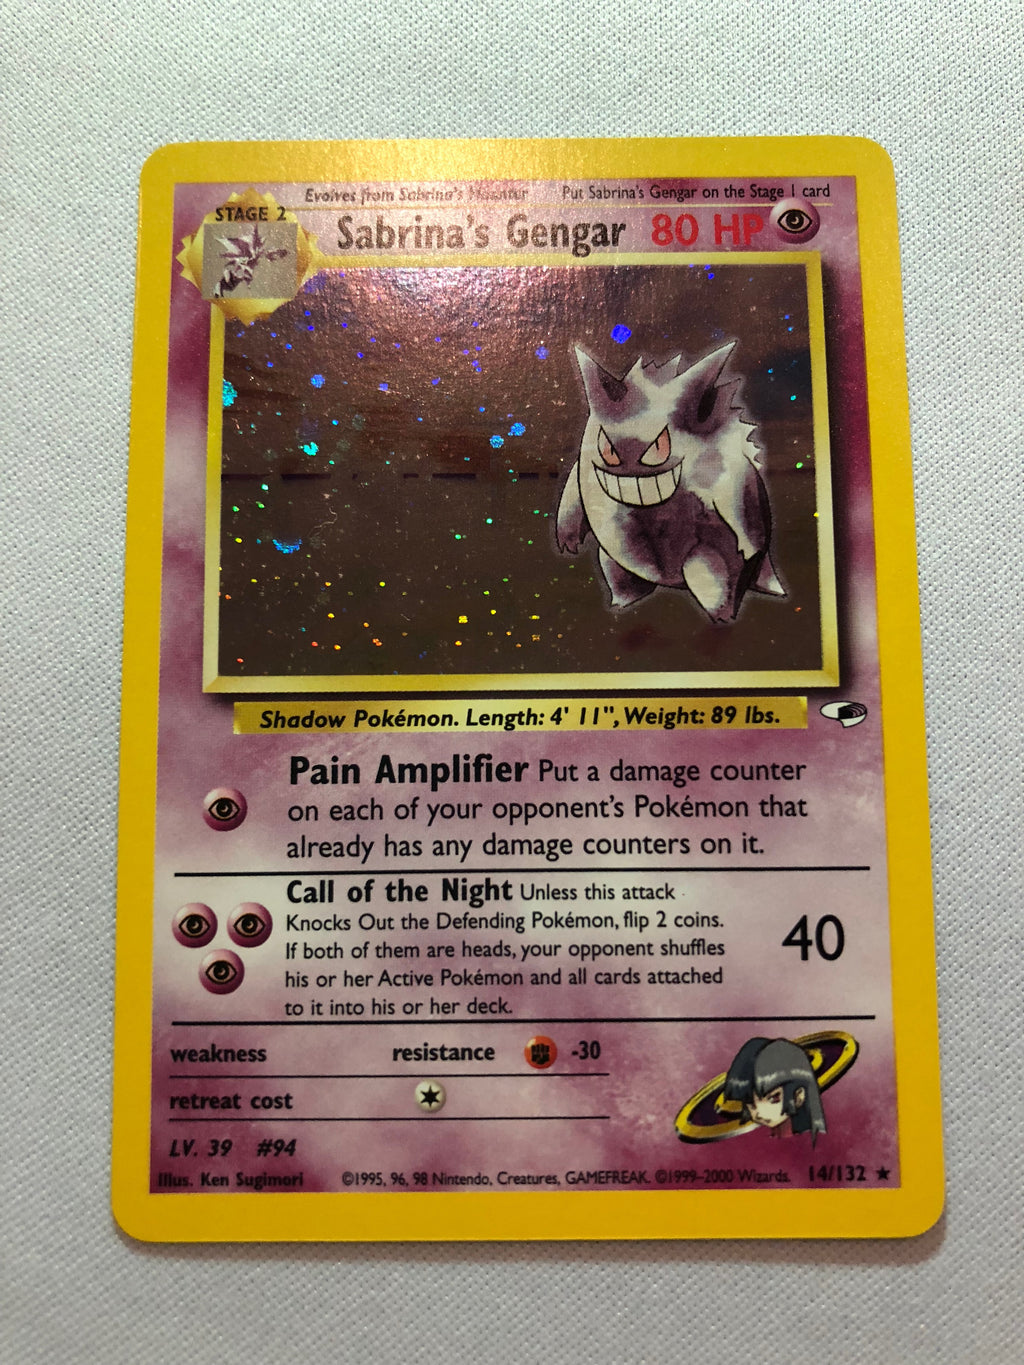 Evolves from Sabrina's Haunter Put Sabrina's Gengar on the Stage 1 card
STAGE 2
Sabrina's Gengar 80 HP
Shadow Pokémon. Length: 4' 11", Weight: 89 lbs.
Pain Amplifier Put a damage counter
on each of your opponent's Pokémon that
already has any damage counters on it.
Call of the Night Unless this attack
Knocks Out the Defending Pokémon, flip 2 coins.
If both of them are heads, your opponent shuffles
his or her Active Pokémon and all cards attached
to it into his or her deck.
40
weakness resistance -30
retreat cost
LV. 39 #94
Illus. Ken Sugimori ©1995, 96, 98 Nintendo, Creatures, GAMEFREAK. ©1999–2000 Wizards. 14/132 ★